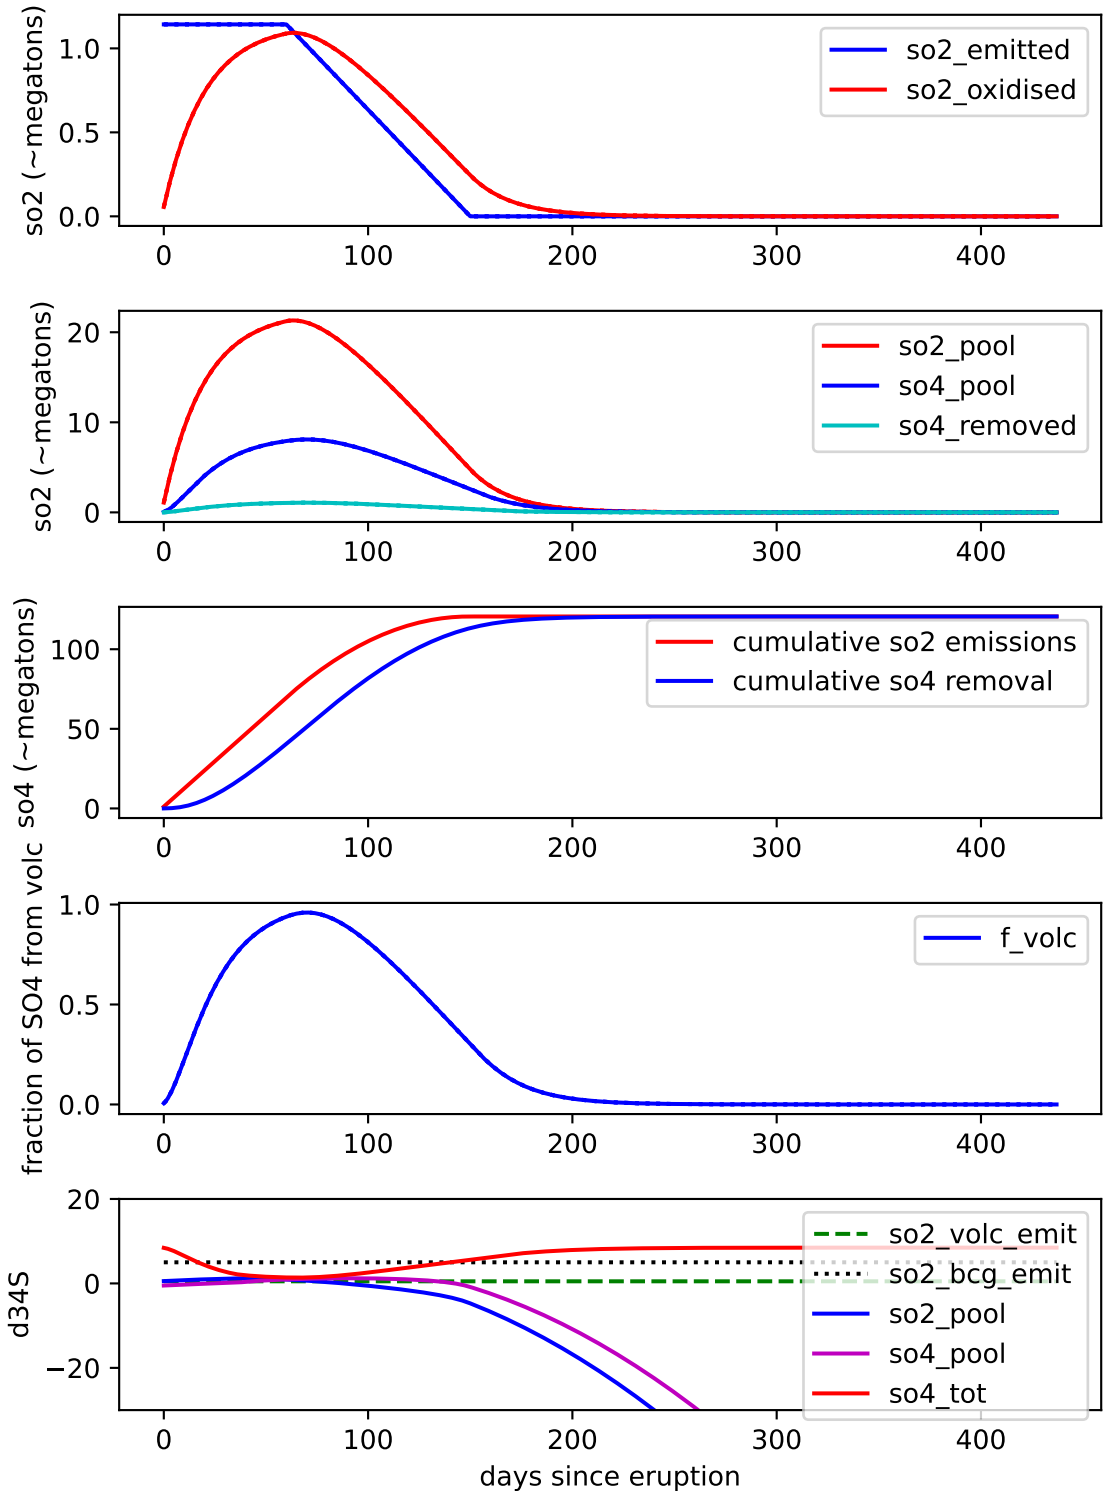 so2 (~megatons)
1.0
0.5
0.0
so2_emitted
so2_oxidised
0 100 200 300 400
so2 (~megatons)
20
10
0
so2_pool
so4_pool
so4_removed
0 100 200 300 400
so4 (~megatons)
100
50
0
cumulative so2 emissions
cumulative so4 removal
0 100 200 300 400
fraction of SO4 from volc
1.0
0.5
0.0
f_volc
0 100 200 300 400
d34S
20
0
−20
so2_volc_emit
so2_bcg_emit
so2_pool
so4_pool
so4_tot
0 100 200 300 400
days since eruption